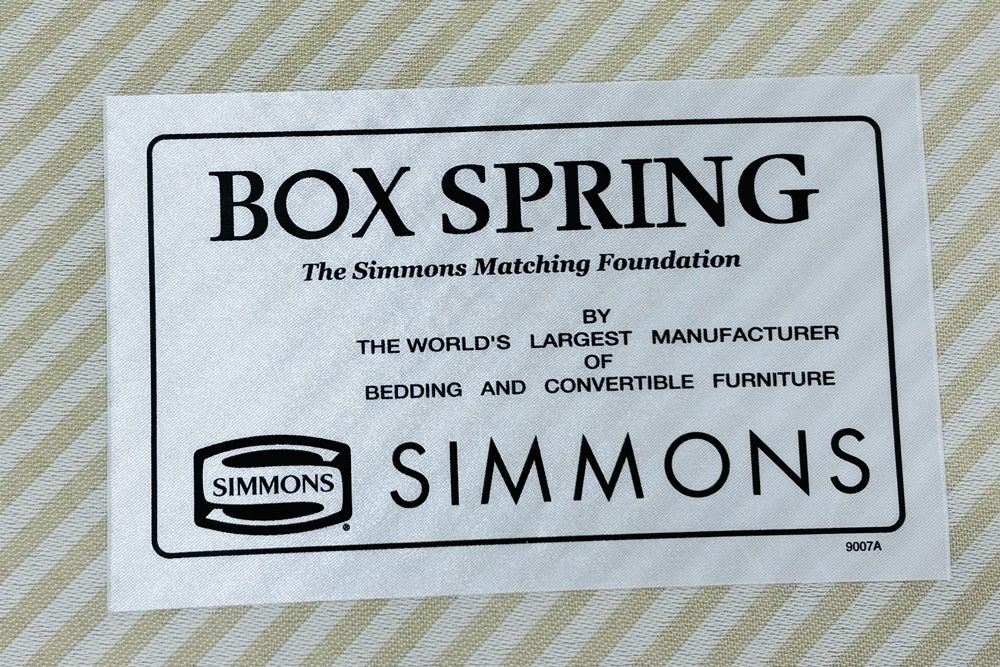 BOX SPRING
The Simmons Matching Foundation
BY
THE WORLD'S LARGEST MANUFACTURER
OF
BEDDING AND CONVERTIBLE FURNITURE
SIMMONS ®
SIMMONS
9007A